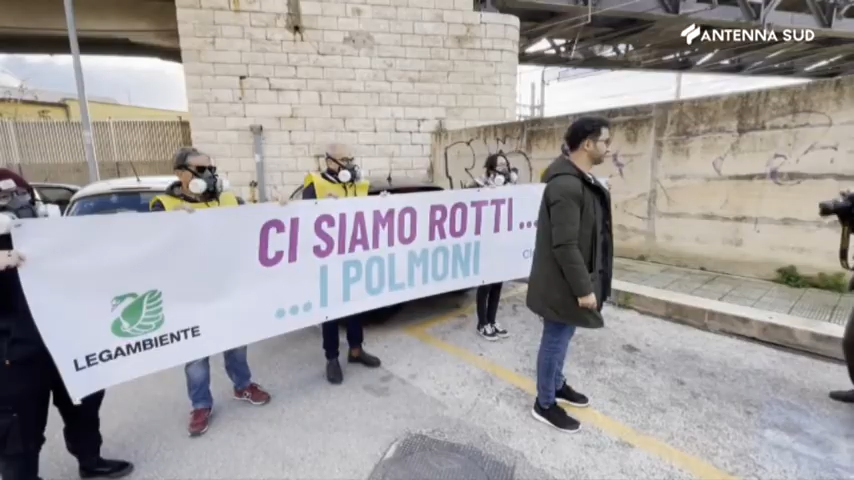 ANTENNA SUD
CI SIAMO ROTTI ...
...I POLMONI
LEGAMBIENTE